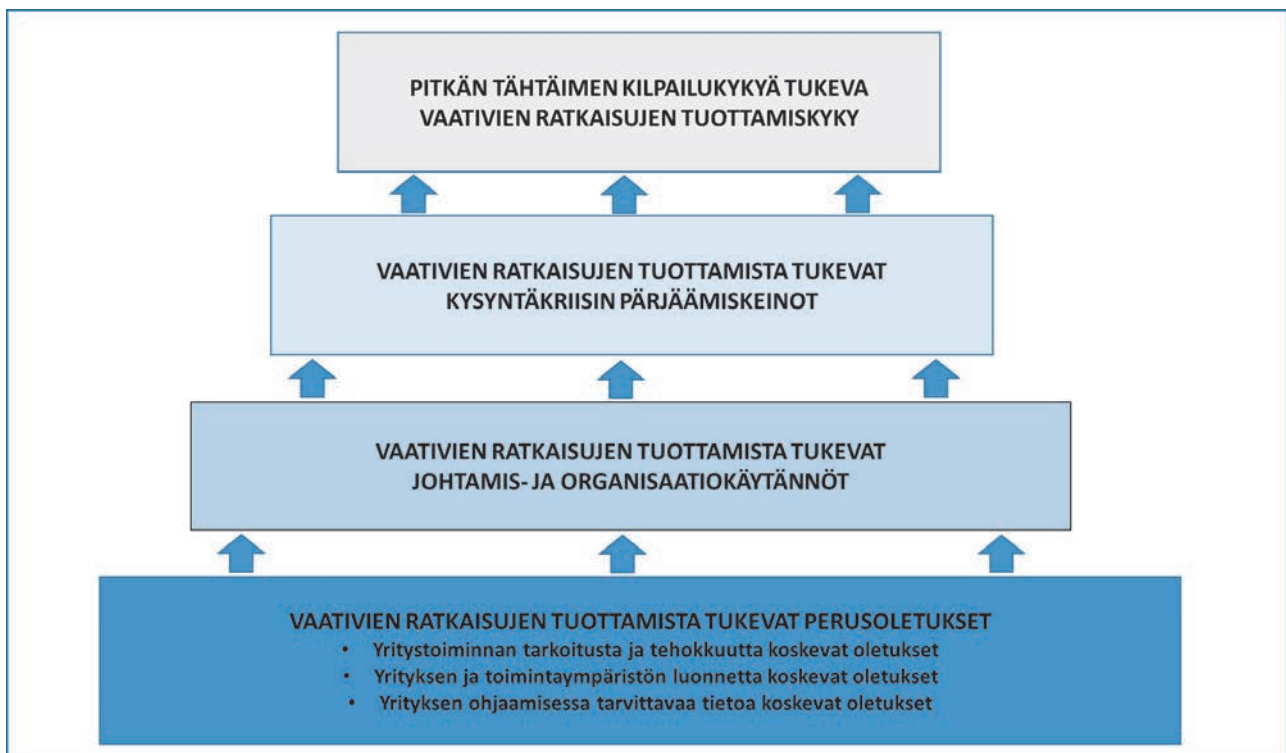 PITKÄN TÄHTÄIMEN KILPAILUKYKYÄ TUKEVA
VAATIVIEN RATKAISUJEN TUOTTAMISKYKY
VAATIVIEN RATKAISUJEN TUOTTAMISTA TUKEVAT
KYSYNTÄKRIISIN PÄRJÄÄMISKEINOT
VAATIVIEN RATKAISUJEN TUOTTAMISTA TUKEVAT
JOHTAMIS- JA ORGANISAATIOKÄYTÄNNÖT
VAATIVIEN RATKAISUJEN TUOTTAMISTA TUKEVAT PERUSOLETUKSET
• Yritystoiminnan tarkoitusta ja tehokkuutta koskevat oletukset
• Yrityksen ja toimintaympäristön luonnetta koskevat oletukset
• Yrityksen ohjaamisessa tarvittavaa tietoa koskevat oletukset